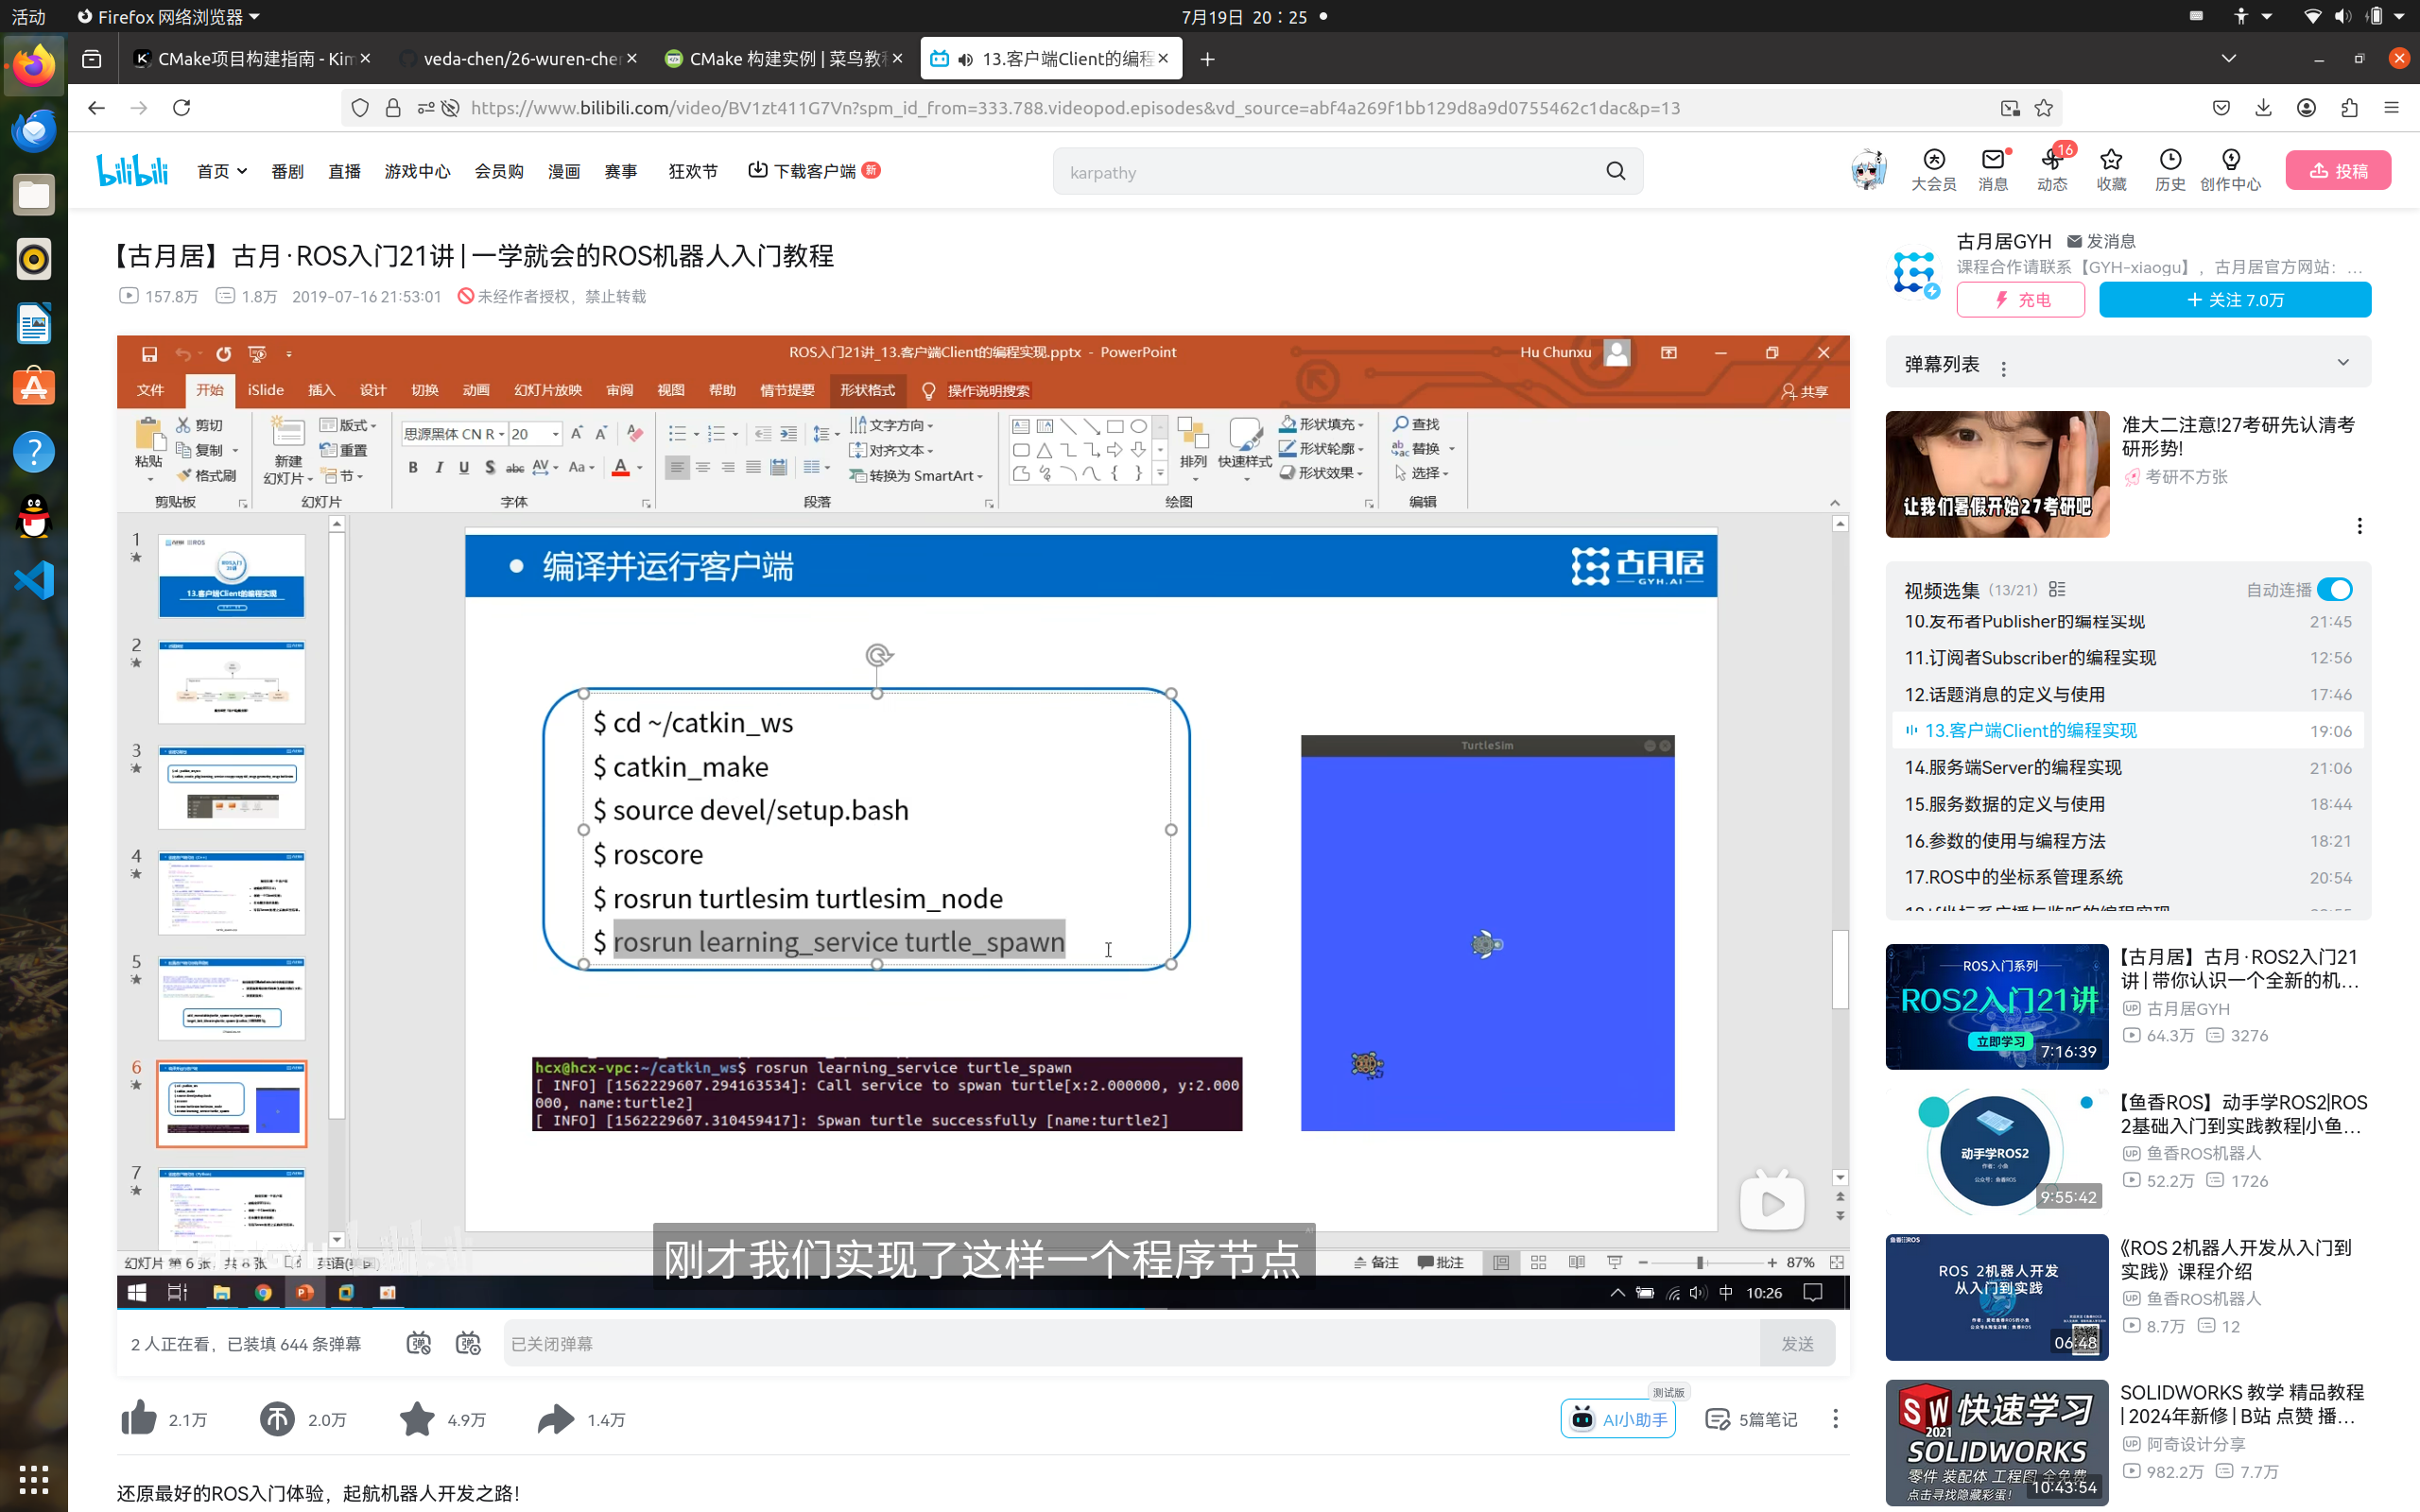 活动
Firefox 网络浏览器
7月19日 20：25
CMake项目构建指南 - Kim
veda-chen/26-wuren-chen
CMake 构建实例 | 菜鸟教程
13.客户端Client的编程
https://www.bilibili.com/video/BV1zt411G7Vn?spm_id_from=333.788.videopod.episodes&vd_source=abf4a269f1bb129d8a9d0755462c1dac&p=13
bilibili
首页
番剧
直播
游戏中心
会员购
漫画
赛事
狂欢节
下载客户端
新
karpathy
大会员
消息
16
动态
收藏
历史
创作中心
投稿
【古月居】古月·ROS入门21讲 | 一学就会的ROS机器人入门教程
157.8万 1.8万 2019-07-16 21:53:01 未经作者授权，禁止转载
古月居GYH 发消息
课程合作请联系【GYH-xiaogu】，古月居官方网站：...
充电
+ 关注 7.0万
ROS入门21讲_13.客户端Client的编程实现.pptx - PowerPoint
Hu Chunxu
文件 开始 iSlide 插入 设计 切换 动画 幻灯片放映 审阅 视图 帮助 情节提要 形状格式 操作说明搜索 共享
粘贴
剪切
复制
格式刷
剪贴板
新建
幻灯片
版式
重置
节
幻灯片
思源黑体 CN R 20
字体
文字方向
对齐文本
转换为 SmartArt
段落
排列
快速样式
形状填充
形状轮廓
形状效果
绘图
查找
替换
选择
编辑
1
13.客户端Client的编程实现
2
3
4
5
6
7
编译并运行客户端
古月居
GYH.AI
$ cd ~/catkin_ws
$ catkin_make
$ source devel/setup.bash
$ roscore
$ rosrun turtlesim turtlesim_node
$ rosrun learning_service turtle_spawn
TurtleSim
hcx@hcx-vpc:~/catkin_ws$ rosrun learning_service turtle_spawn
[ INFO] [1562229607.294163534]: Call service to spwan turtle[x:2.000000, y:2.000
000, name:turtle2]
[ INFO] [1562229607.310459417]: Spwan turtle successfully [name:turtle2]
刚才我们实现了这样一个程序节点
幻灯片 第 6 张，共 8 张 英语(美国)
备注 批注 87%
中 10:26
2 人正在看，已装填 644 条弹幕
已关闭弹幕
发送
2.1万
2.0万
4.9万
1.4万
测试版
AI小助手
5篇笔记
还原最好的ROS入门体验，起航机器人开发之路！
弹幕列表
让我们暑假开始27考研吧
准大二注意!27考研先认清考
研形势!
考研不方张
视频选集 (13/21)
自动连播
10.发布者Publisher的编程实现 21:45
11.订阅者Subscriber的编程实现 12:56
12.话题消息的定义与使用 17:46
13.客户端Client的编程实现 19:06
14.服务端Server的编程实现 21:06
15.服务数据的定义与使用 18:44
16.参数的使用与编程方法 18:21
17.ROS中的坐标系管理系统 20:54
ROS入门系列
ROS2入门21讲
立即学习
7:16:39
【古月居】古月·ROS2入门21
讲 | 带你认识一个全新的机...
古月居GYH
64.3万 3276
动手学ROS2
9:55:42
【鱼香ROS】动手学ROS2|ROS
2基础入门到实践教程|小鱼...
鱼香ROS机器人
52.2万 1726
ROS 2机器人开发
从入门到实践
06:48
《ROS 2机器人开发从入门到
实践》课程介绍
鱼香ROS机器人
8.7万 12
SW
2021
快速学习
SOLIDWORKS
零件 装配体 工程图 全免费
点击寻找隐藏彩蛋!
10:43:54
SOLIDWORKS 教学 精品教程
| 2024年新修 | B站 点赞 播...
阿奇设计分享
982.2万 7.7万